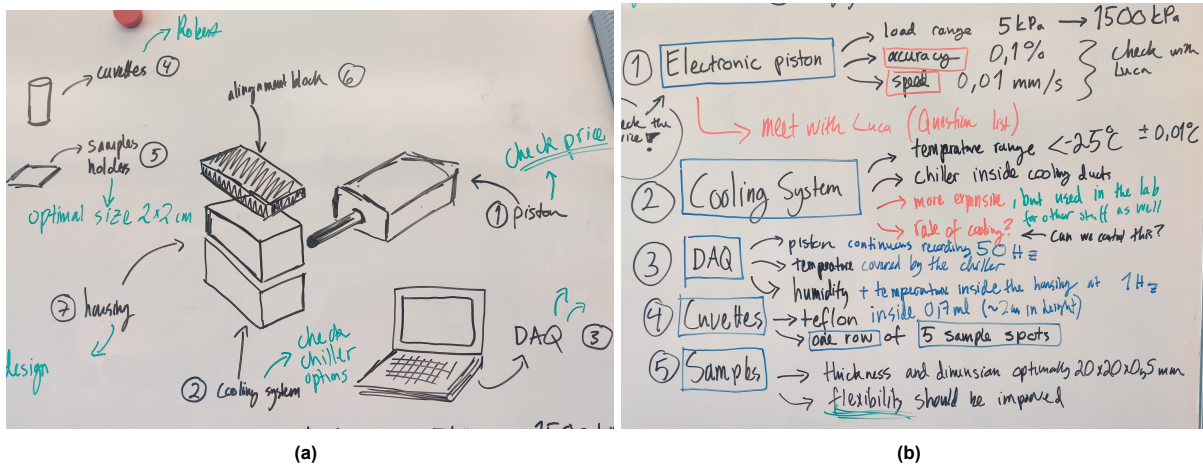 Robert
cuvettes 4
alingnment block 6
samples holders 5
optimal size 2x2 cm
check price
1 piston
7 housing
design
2 cooling system
check chiller options
DAQ 3
(a)
1 Electronic piston
load range 5 kPa → 1500 kPa
accuracy 0,1%
speed 0,01 mm/s
check with Luca
check the
meet with Luca (Question list)
2 Cooling System
temperature range <-25°C ± 0,01°C
chiller inside cooling ducts
more expensive, but used in the lab for other stuff as well
rate of cooling? ← Can we control this?
3 DAQ
piston continuous recording 50 Hz
temperature covered by the chiller
humidity + temperature inside the housing at 1 Hz
4 Cuvettes
teflon inside 0,7 ml (~2cm in height)
one row of 5 sample spots
5 Samples
thickness and dimension optimally 20x20x0,5 mm
flexibility should be improved
(b)